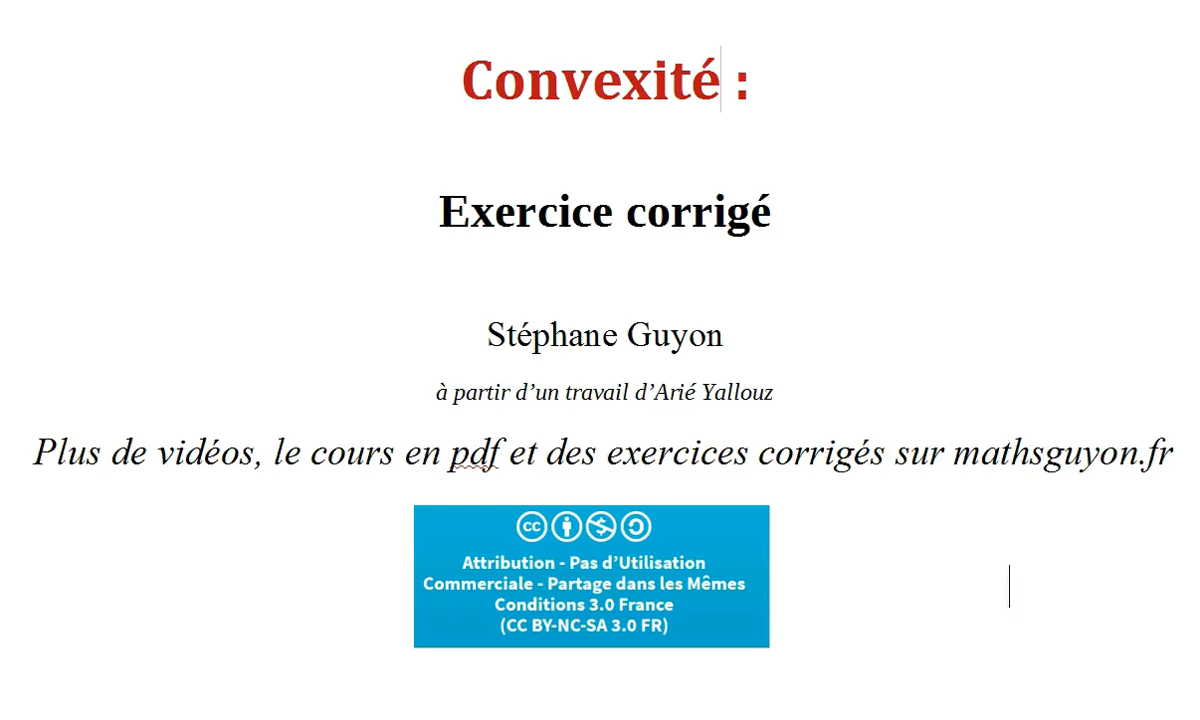 Convexité :
Exercice corrigé
Stéphane Guyon
à partir d’un travail d’Arié Yallouz
Plus de vidéos, le cours en pdf et des exercices corrigés sur mathsguyon.fr
cc
Attribution - Pas d’Utilisation
Commerciale - Partage dans les Mêmes
Conditions 3.0 France
(CC BY-NC-SA 3.0 FR)